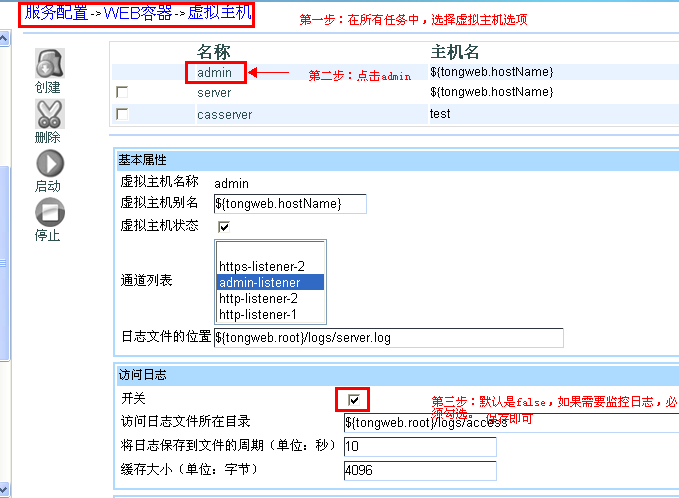 服务配置->WEB容器->虚拟主机
第一步：在所有任务中，选择虚拟主机选项
创建
删除
启动
停止
名称 主机名
admin ${tongweb.hostName}
第二步：点击admin
server ${tongweb.hostName}
casserver test
基本属性
虚拟主机名称 admin
虚拟主机别名 ${tongweb.hostName}
虚拟主机状态
通道列表
https-listener-2
admin-listener
http-listener-2
http-listener-1
日志文件的位置 ${tongweb.root}/logs/server.log
访问日志
开关
第三步：默认是false，如果需要监控日志，必
须勾选。 保存即可
访问日志文件所在目录 ${tongweb.root}/logs/access
将日志保存到文件的周期（单位：秒） 10
缓存大小（单位：字节） 4096